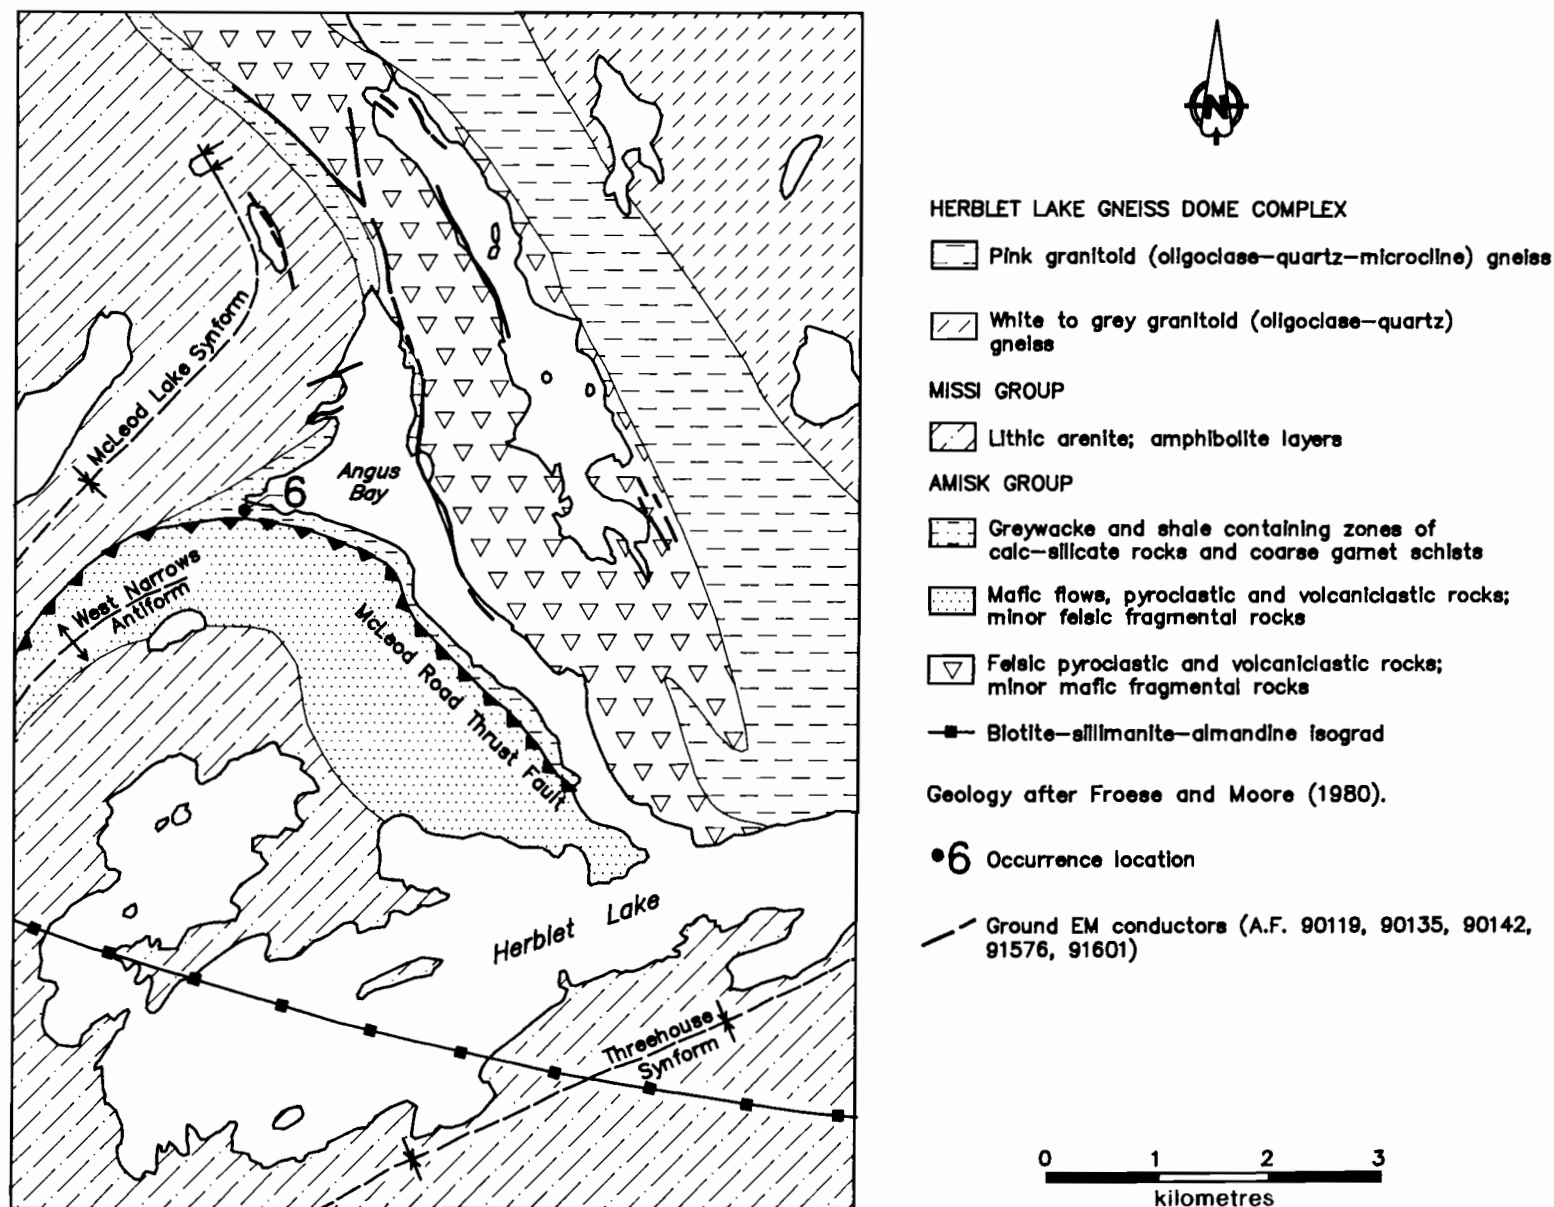 McLeod Lake Synform
Angus
Bay
6
West Narrows
Antiform
McLeod Road Thrust Fault
Herblet Lake
Threehouse
Synform
N
HERBLET LAKE GNEISS DOME COMPLEX
Pink granitoid (oligoclase-quartz-microcline) gneiss
White to grey granitoid (oligoclase-quartz)
gneiss
MISSI GROUP
Lithic arenite; amphibolite layers
AMISK GROUP
Greywacke and shale containing zones of
calc-silicate rocks and coarse garnet schists
Mafic flows, pyroclastic and volcaniclastic rocks;
minor felsic fragmental rocks
Felsic pyroclastic and volcaniclastic rocks;
minor mafic fragmental rocks
Biotite-sillimanite-almandine isograd
Geology after Froese and Moore (1980).
6 Occurrence location
Ground EM conductors (A.F. 90119, 90135, 90142,
91576, 91601)
0 1 2 3
kilometres